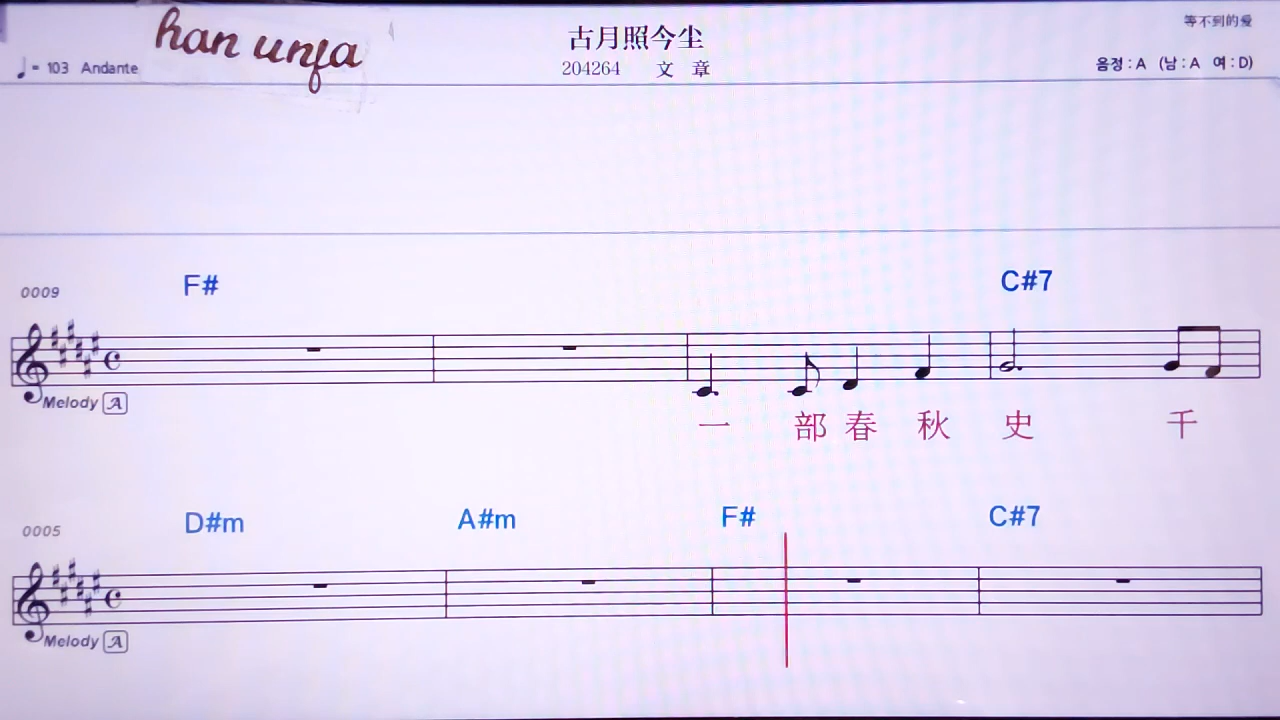 han unja
古月照今尘
等不到的爱
♩= 103 Andante
204264 文 章
음정 : A (남 : A 여 : D)
0009
F# C#7
Melody A
一 部 春 秋 史 千
0005
D#m A#m F# C#7
Melody A